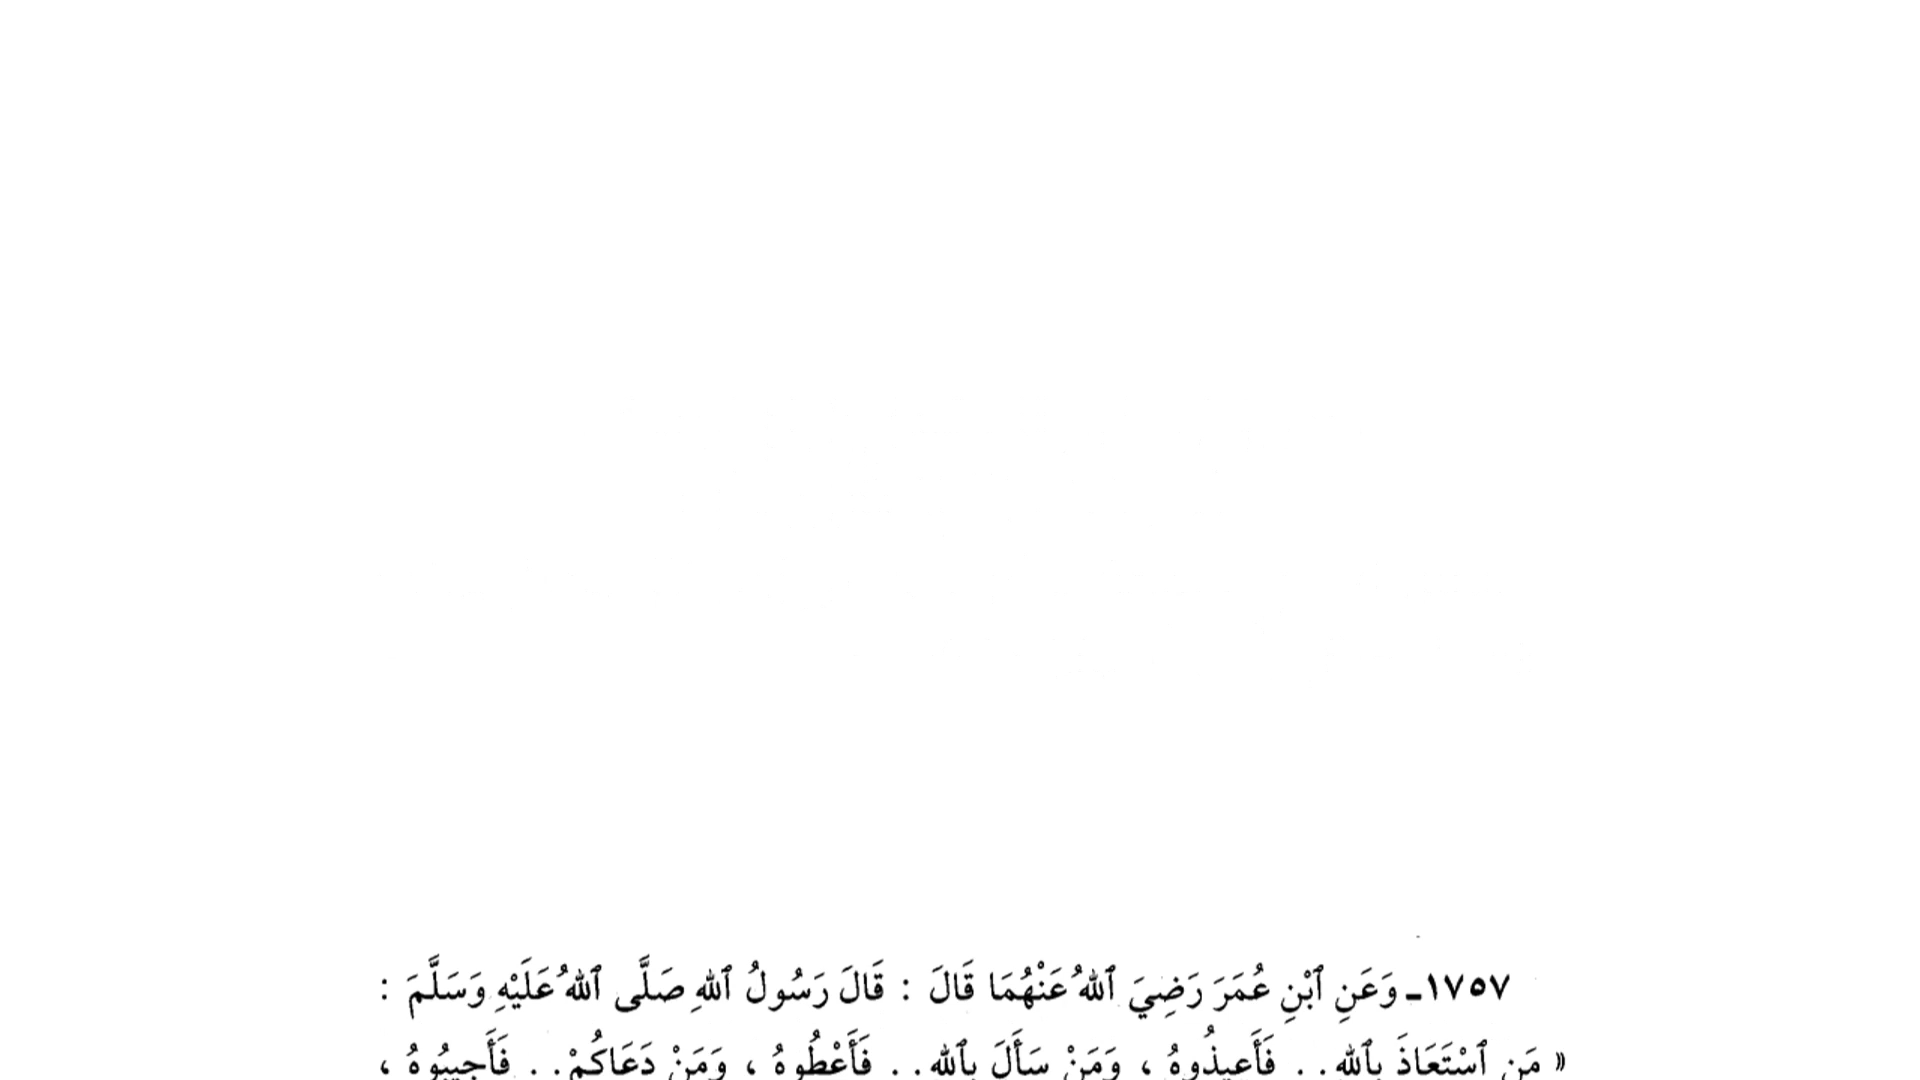 ١٧٥٧ـ وَعَنِ ٱبْنِ عُمَرَ رَضِيَ ٱللهُ عَنْهُمَا قَالَ : قَالَ رَسُولُ ٱللهِ صَلَّى ٱللهُ عَلَيْهِ وَسَلَّمَ :
« مَنِ ٱسْتَعَاذَ بِٱللهِ . . فَأَعِيذُوهُ ، وَمَنْ سَأَلَ بِٱللهِ . . فَأَعْطُوهُ ، وَمَنْ دَعَاكُمْ . . فَأَجِيبُوهُ ،